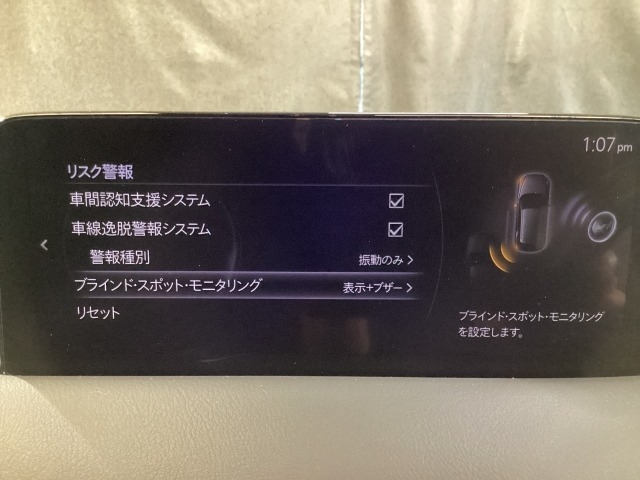 1:07 pm
リスク警報
車間認知支援システム
車線逸脱警報システム
警報種別 振動のみ >
ブラインド・スポット・モニタリング 表示+ブザー >
リセット
ブラインド・スポット・モニタリング
を設定します。